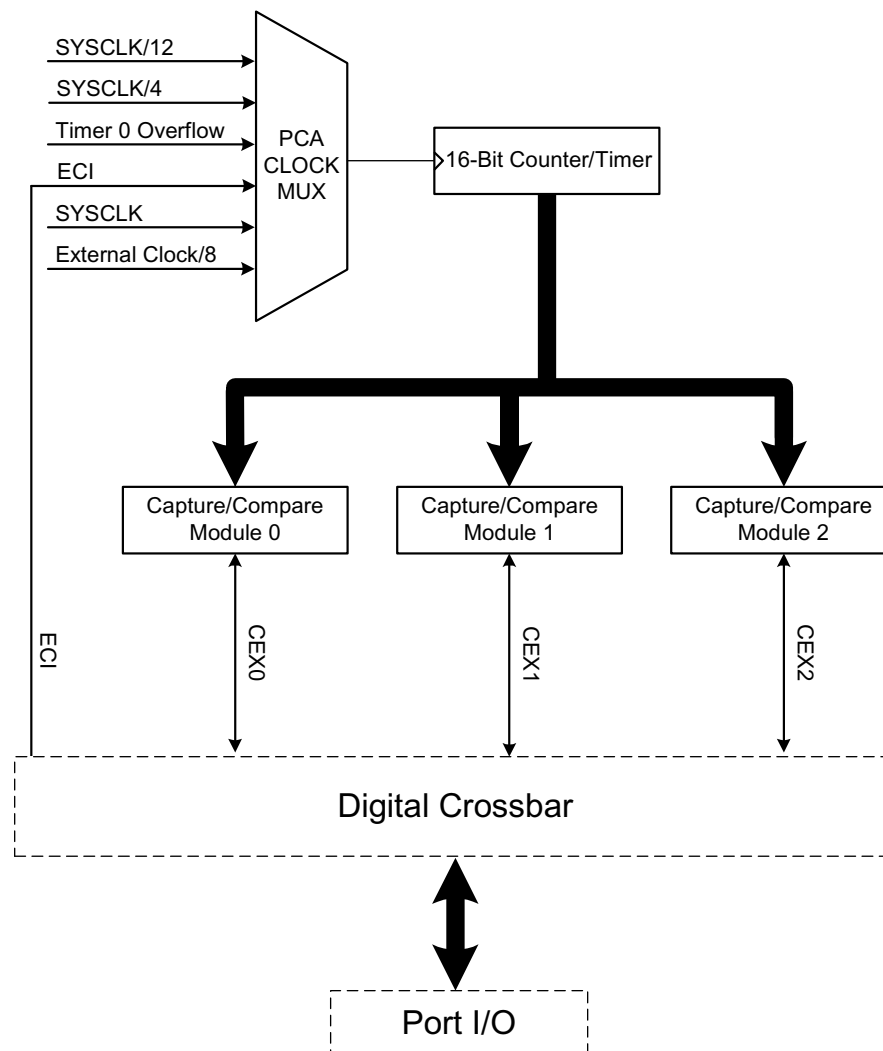 SYSCLK/12
SYSCLK/4
Timer 0 Overflow
ECI
SYSCLK
External Clock/8
PCA
CLOCK
MUX
16-Bit Counter/Timer
Capture/Compare
Module 0
Capture/Compare
Module 1
Capture/Compare
Module 2
ECI
CEX0
CEX1
CEX2
Digital Crossbar
Port I/O